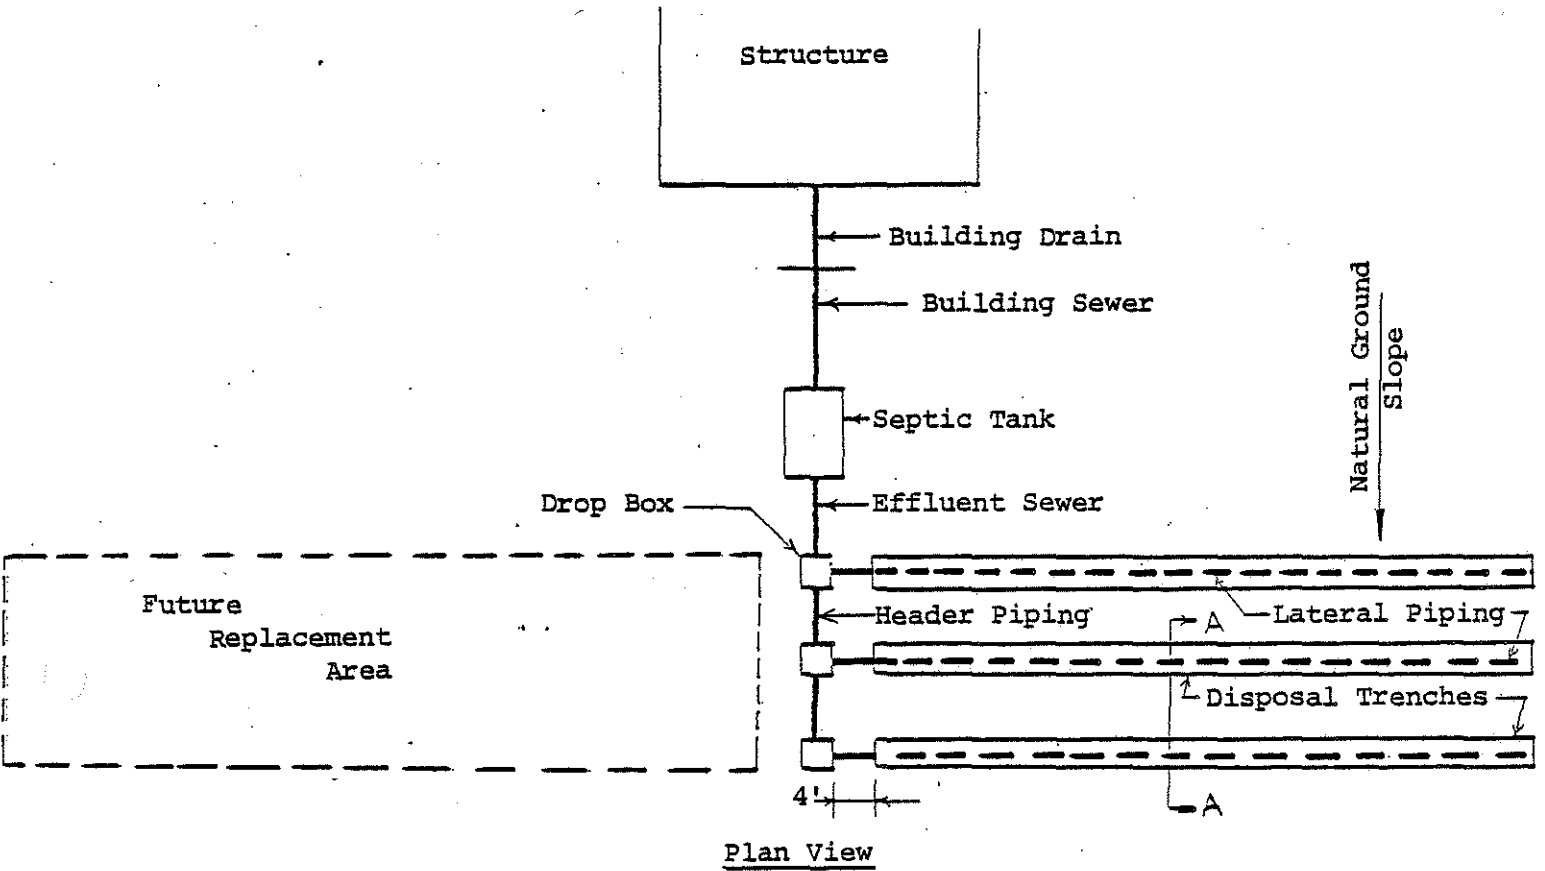 Structure
Building Drain
Building Sewer
Natural Ground
Slope
Septic Tank
Drop Box
Effluent Sewer
Future
Replacement
Area
Header Piping
Lateral Piping
A
Disposal Trenches
4'
A
Plan View